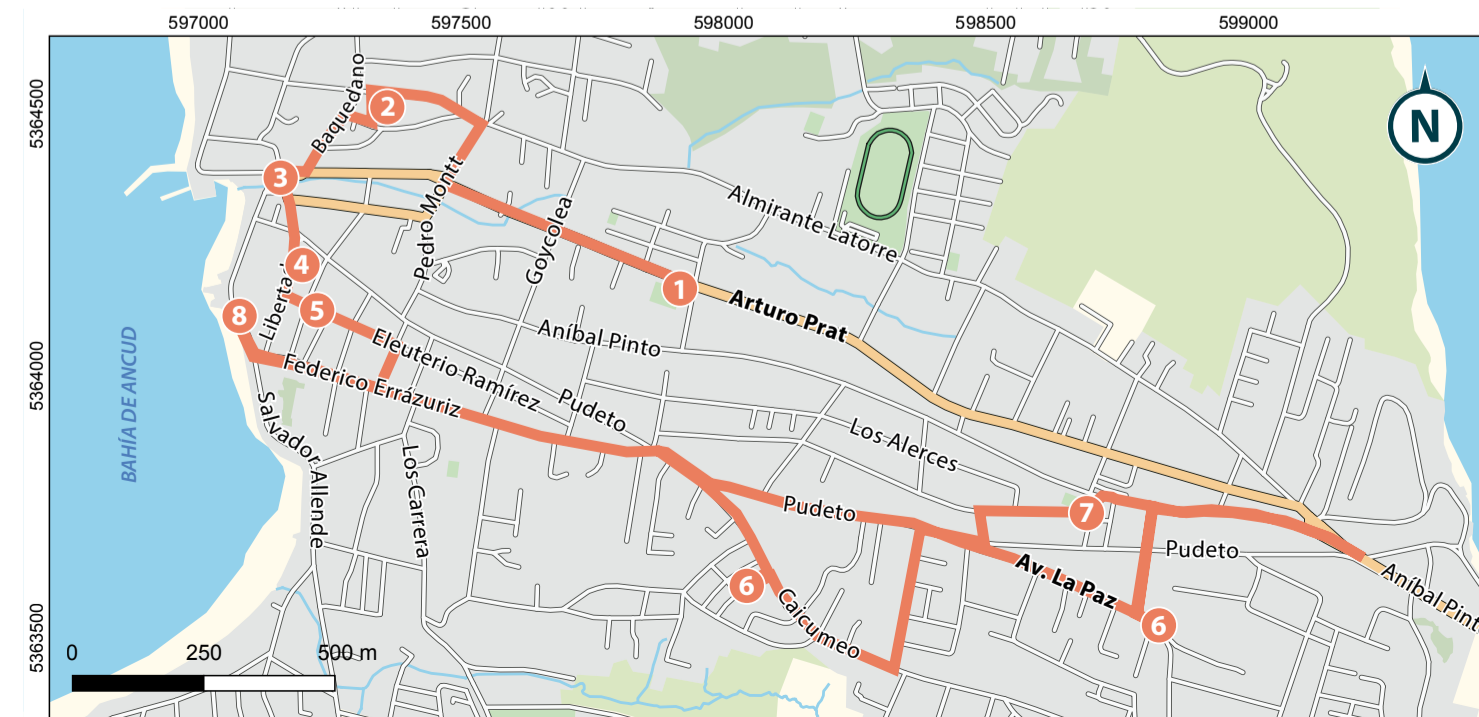 597000
597500
598000
598500
599000
5364500
5364000
5363500
N
Baquedano
2
3
Pedro Montt
Goycolea
Almirante Latorre
4
1
Arturo Prat
5
8
Libertad
BAHÍA DE ANCUD
Aníbal Pinto
Eleuterio Ramírez
Federico Errázuriz
Pudeto
Salvador Allende
Los Carrera
Los Alerces
Pudeto
7
Pudeto
Av. La Paz
Aníbal Pint
6
Caicumeo
6
0
250
500 m